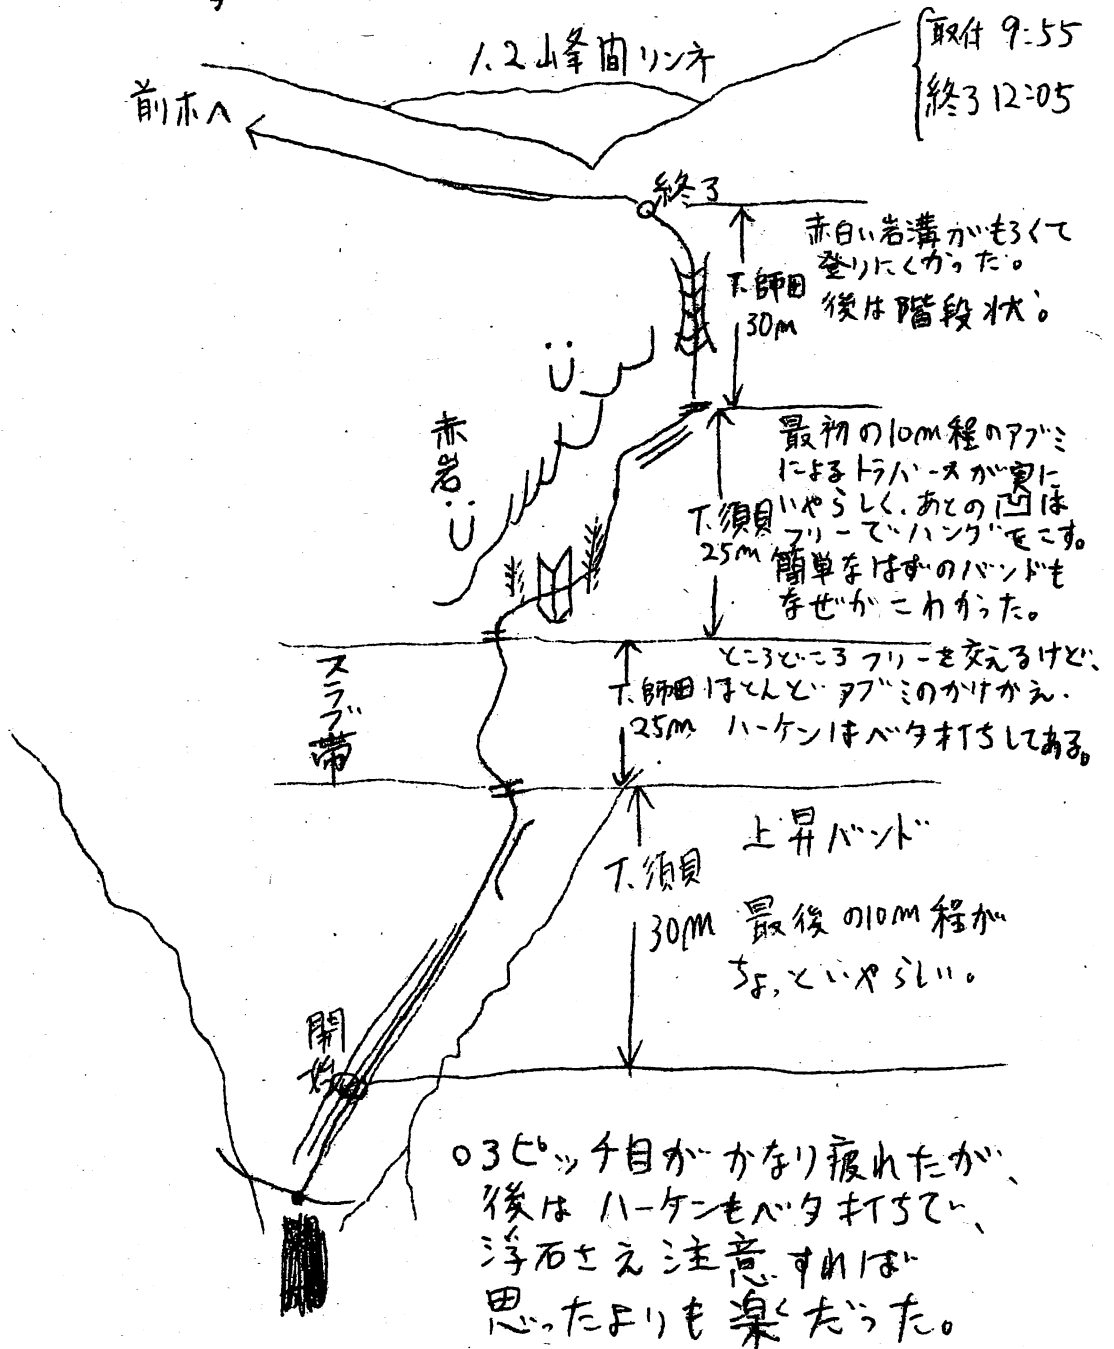 1.2峰間リンネ
取付 9:55
終了 12:05
前ホへ
終了
赤白い岩溝がもろくて
登りにくかった。
後は階段状。
T.師田
30m
赤岩
最初の10m程のアブミ
によるトラバースが実に
いやらしく、あとの凹は
フリーでハングをこす。
簡単なはずのバンドも
なぜかこわかった。
T.須貝
25m
スラブ帯
ところどころフリーを交えるけど、
ほとんどアブミのかけかえ.
ハーケンはベタ打ちしてある。
T.師田
25m
上昇バンド
T.須貝
30m
最後の10m程が
ちょっといやらしい。
開始
○3ピッチ目がかなり疲れたが、
後はハーケンもベタ打ちで、
浮石さえ注意すれば
思ったよりも楽くだった。